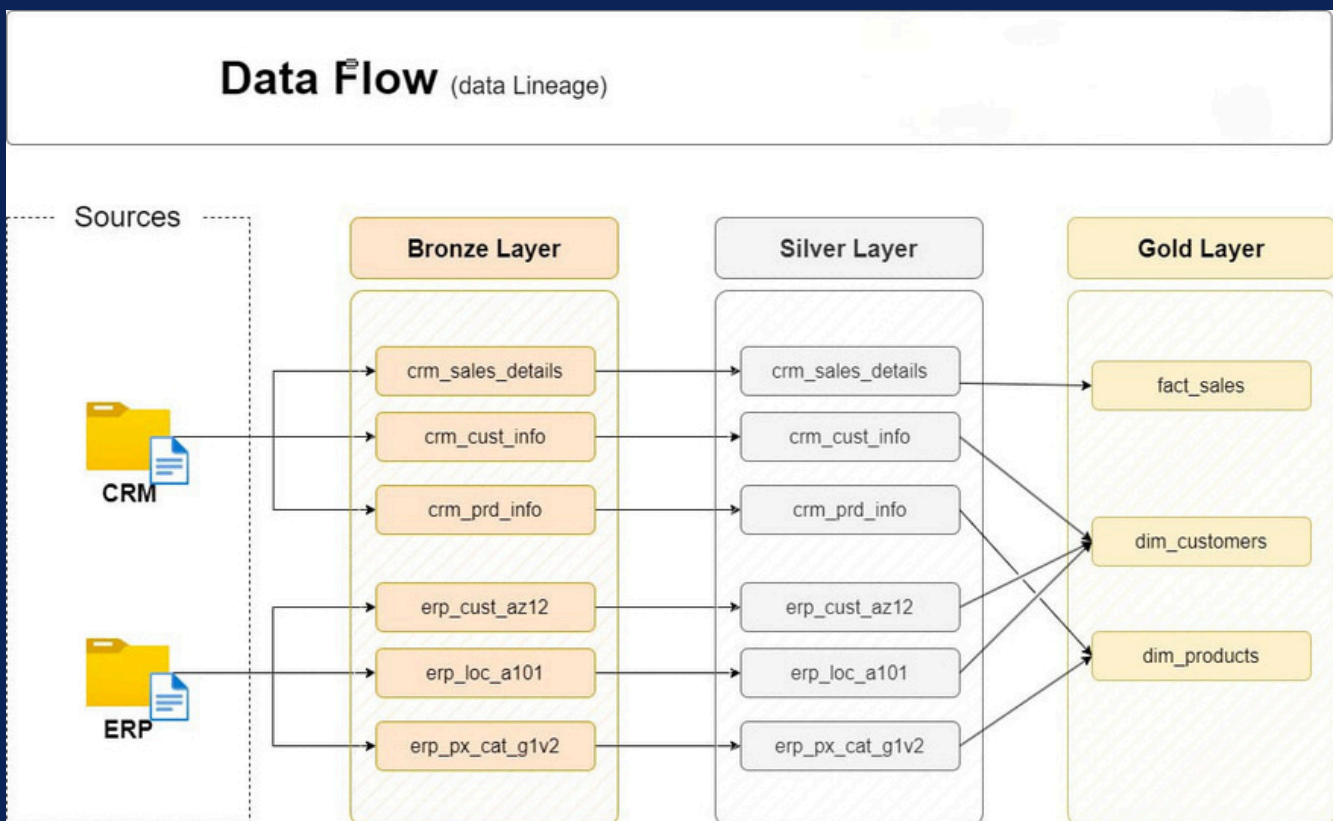 Data Flow (data Lineage)
Sources
Bronze Layer
Silver Layer
Gold Layer
crm_sales_details
crm_sales_details
fact_sales
crm_cust_info
crm_cust_info
CRM
crm_prd_info
crm_prd_info
dim_customers
erp_cust_az12
erp_cust_az12
dim_products
erp_loc_a101
erp_loc_a101
ERP
erp_px_cat_g1v2
erp_px_cat_g1v2